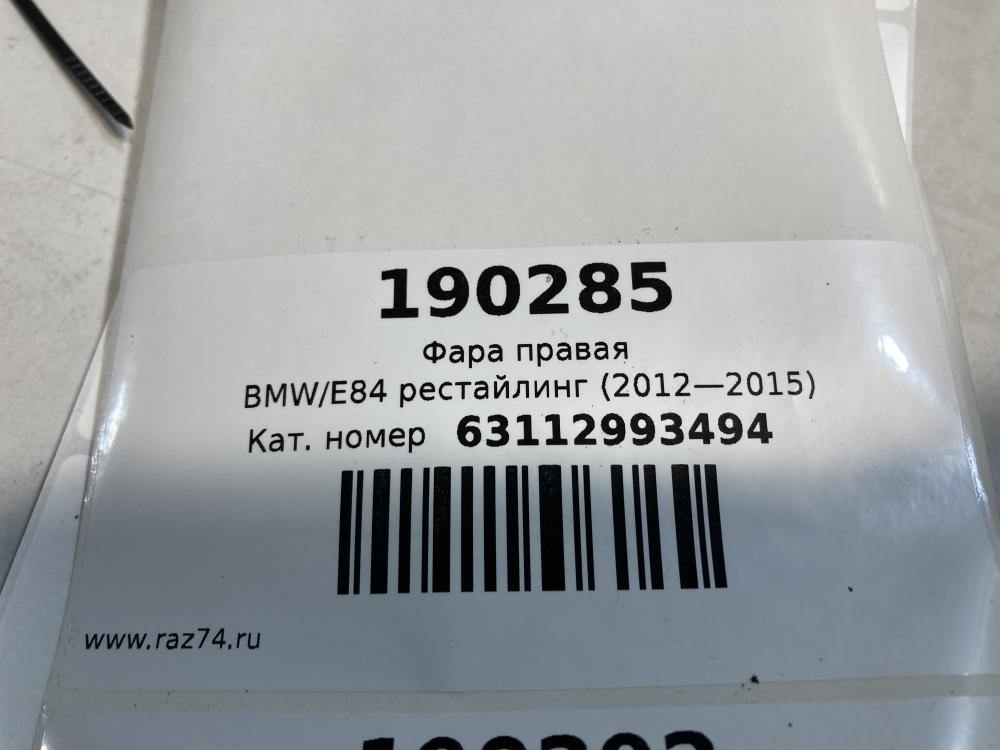 190285
Фара правая
BMW/E84 рестайлинг (2012—2015)
Кат. номер 63112993494
www.raz74.ru